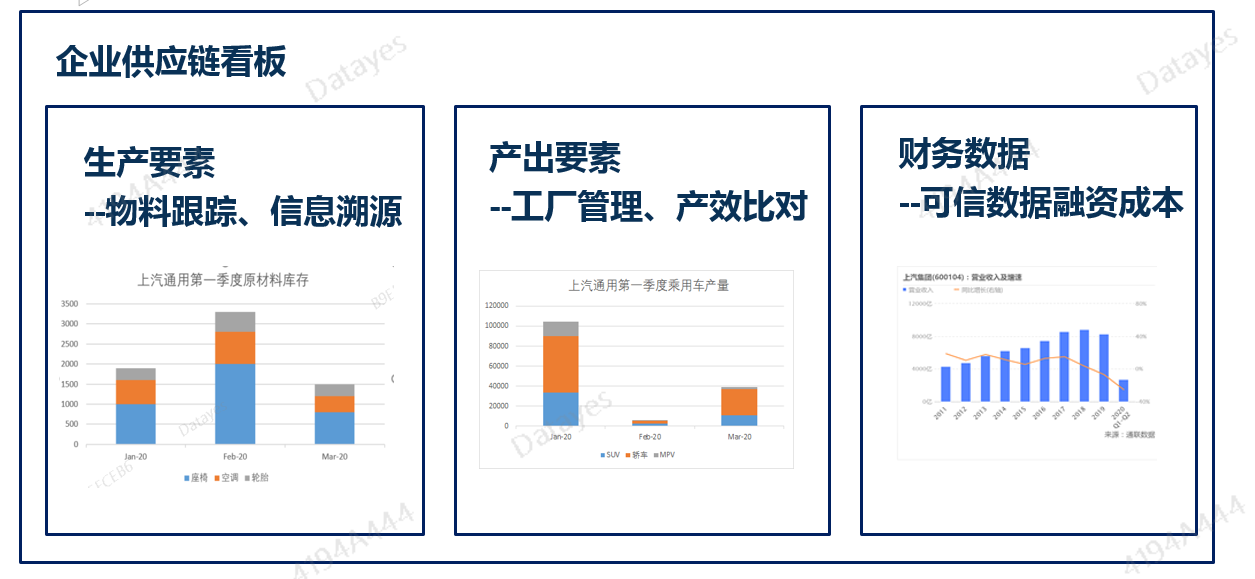 企业供应链看板
生产要素
--物料跟踪、信息溯源
上汽通用第一季度原材料库存
3500
3000
2500
2000
1500
1000
500
0
Jan-20 Feb-20 Mar-20
座椅 空调 轮胎
产出要素
--工厂管理、产效比对
上汽通用第一季度乘用车产量
120000
100000
80000
60000
40000
20000
0
Jan-20 Feb-20 Mar-20
SUV 轿车 MPV
财务数据
--可信数据融资成本
上汽集团(600104)：营业收入及增速
营业收入 同比增长(右轴)
12000亿 80%
8000亿 40%
4000亿 0%
0亿 -40%
2011 2012 2013 2014 2015 2016 2017 2018 2019 2020
Q1-Q2
来源：通联数据
Datayes
Datayes
4194A444
4194A444
Datayes
4194A444
4194A444